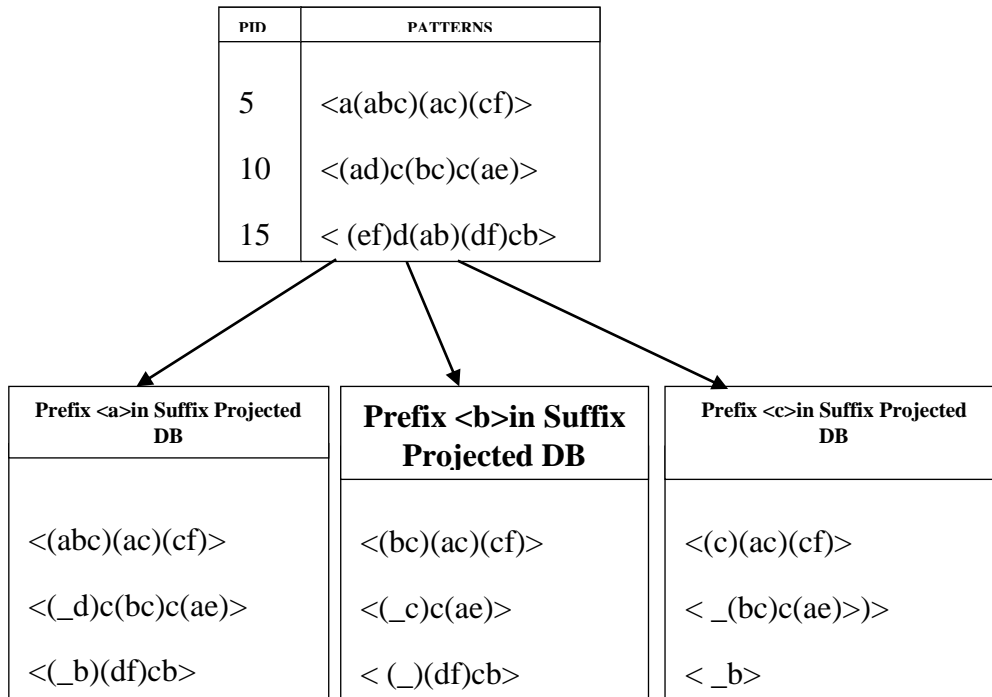 PID PATTERNS
5 <a(abc)(ac)(cf)>
10 <(ad)c(bc)c(ae)>
15 < (ef)d(ab)(df)cb>
Prefix <a>in Suffix Projected
DB
<(abc)(ac)(cf)>
<(_d)c(bc)c(ae)>
<(_b)(df)cb>
Prefix <b>in Suffix
Projected DB
<(bc)(ac)(cf)>
<(_c)c(ae)>
< (_)(df)cb>
Prefix <c>in Suffix Projected
DB
<(c)(ac)(cf)>
< _(bc)c(ae)>)>
< _b>